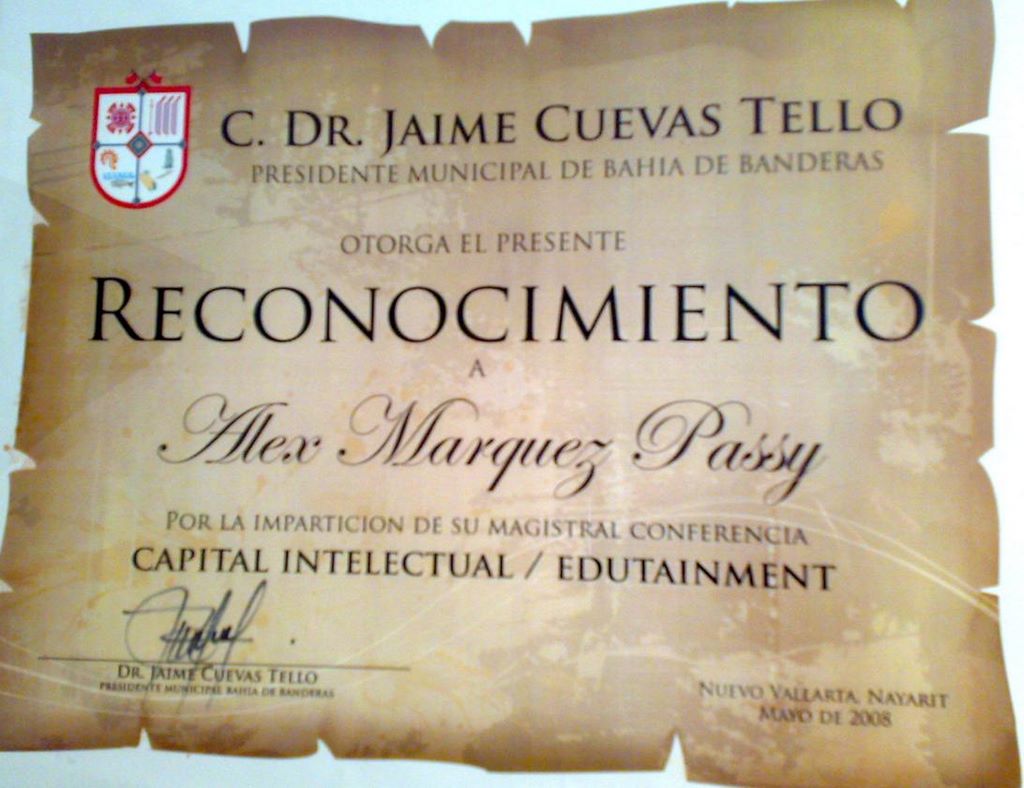 C. DR. JAIME CUEVAS TELLO
PRESIDENTE MUNICIPAL DE BAHIA DE BANDERAS
OTORGA EL PRESENTE
RECONOCIMIENTO
A
Alex Marquez Passy
POR LA IMPARTICION DE SU MAGISTRAL CONFERENCIA
CAPITAL INTELECTUAL / EDUTAINMENT
DR. JAIME CUEVAS TELLO
PRESIDENTE MUNICIPAL BAHIA DE BANDERAS
NUEVO VALLARTA, NAYARIT
MAYO DE 2008